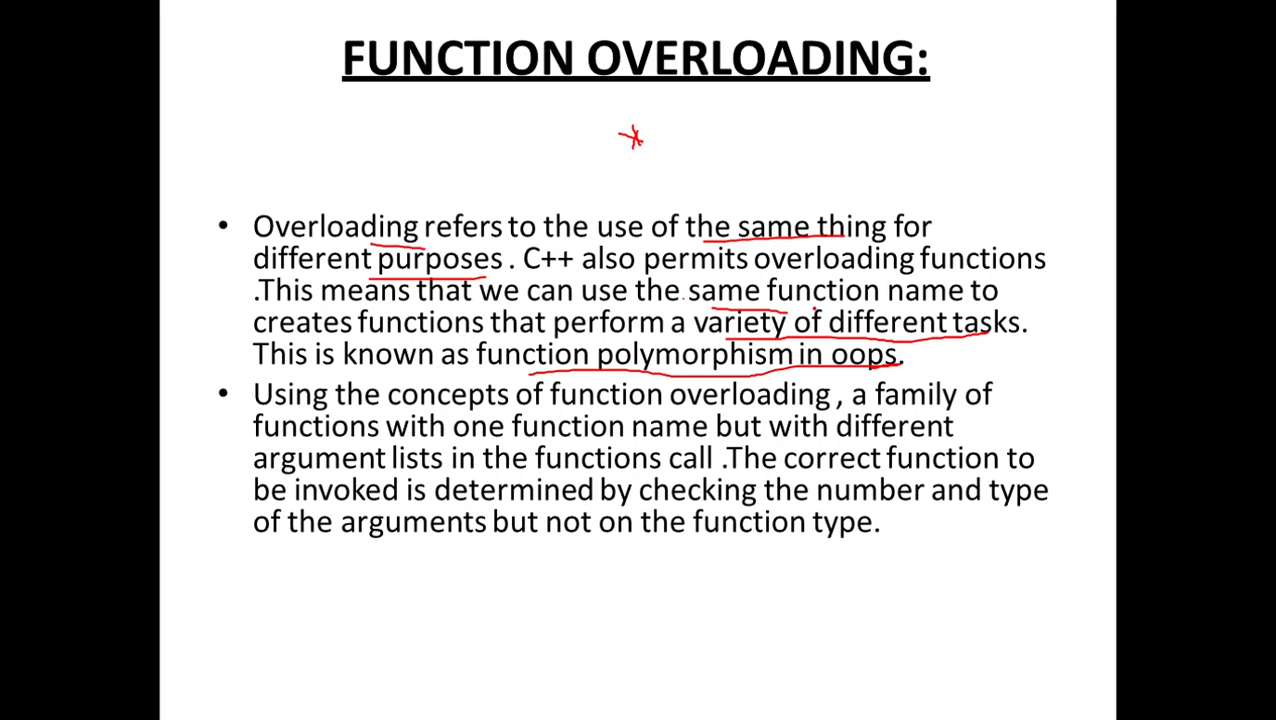 FUNCTION OVERLOADING:
• Overloading refers to the use of the same thing for
different purposes . C++ also permits overloading functions
.This means that we can use the same function name to
creates functions that perform a variety of different tasks.
This is known as function polymorphism in oops.
• Using the concepts of function overloading , a family of
functions with one function name but with different
argument lists in the functions call .The correct function to
be invoked is determined by checking the number and type
of the arguments but not on the function type.